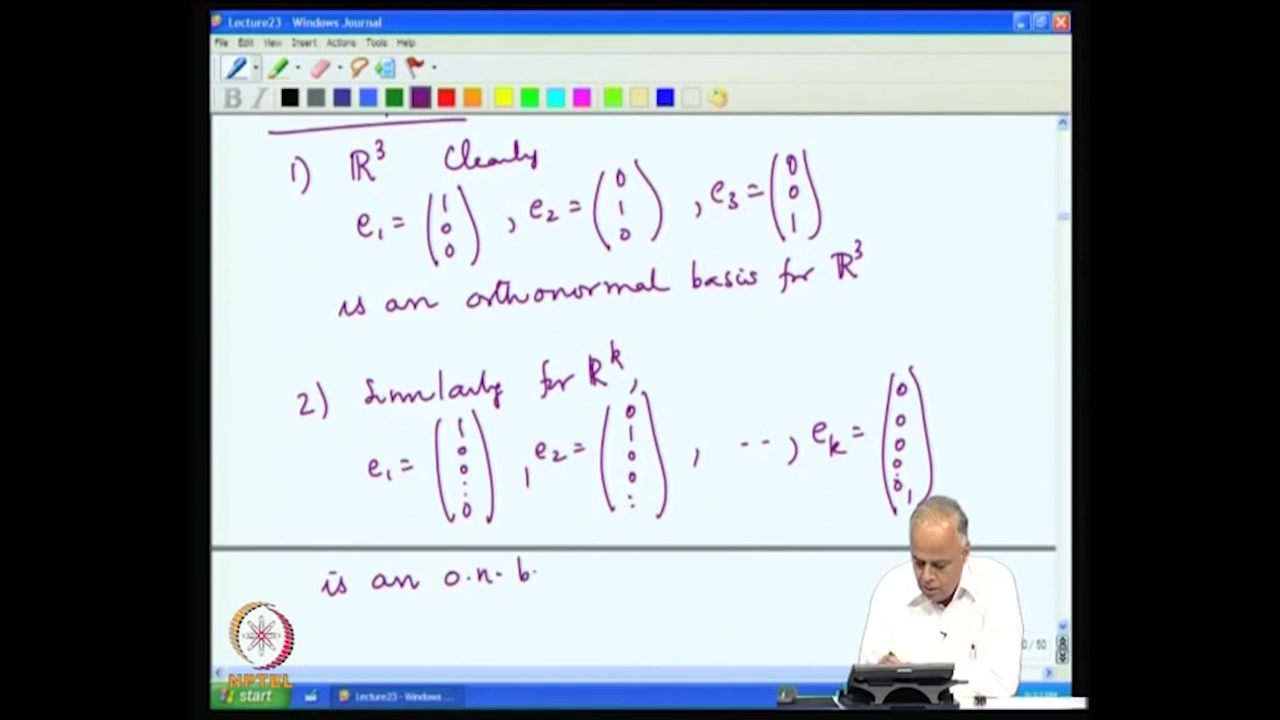 Lecture23 - Windows Journal
File Edit View Insert Actions Tools Help
B I
1) ℝ³ Clearly
e₁ = (1 0 0), e₂ = (0 1 0), e₃ = (0 0 1)
is an orthonormal basis for ℝ³
2) Similarly for ℝᵏ,
e₁ = (1 0 0 : 0), e₂ = (0 1 0 0 :), -- , eₖ = (0 0 0 0 : 0 1)
is an o.n.b.
NPTEL
start Lecture23 - Windows ...